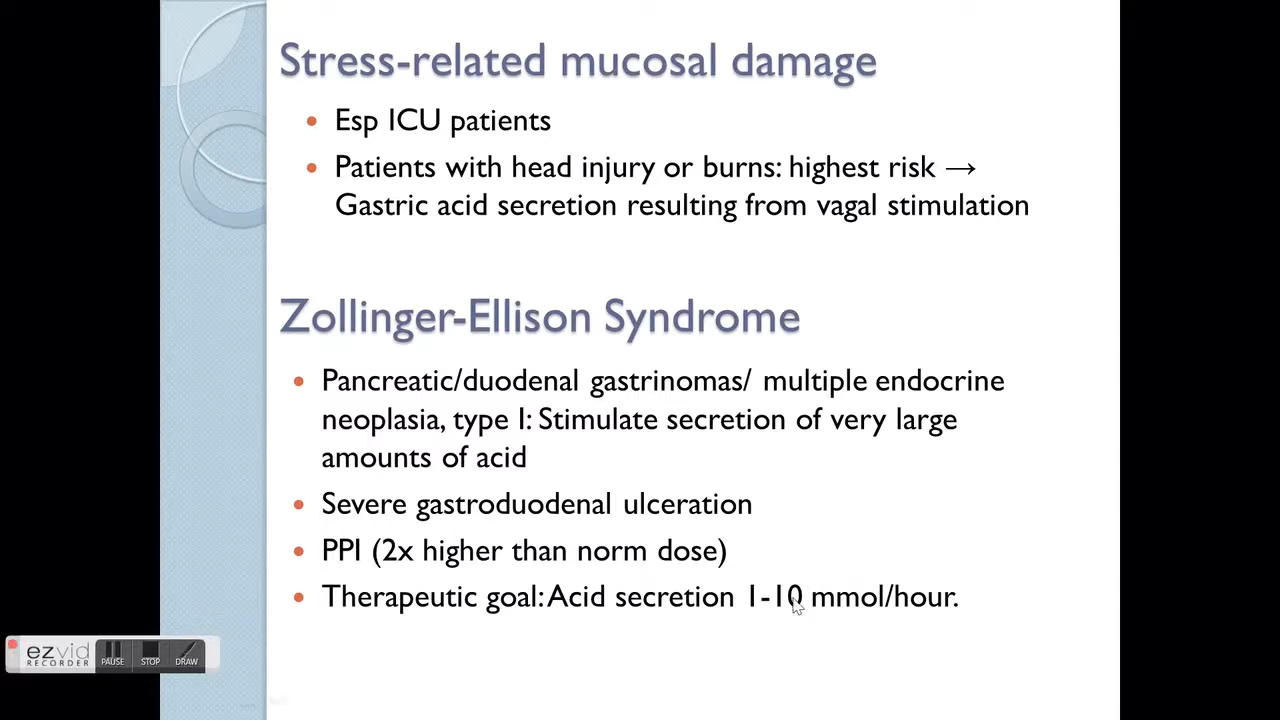 Stress-related mucosal damage
• Esp ICU patients
• Patients with head injury or burns: highest risk →
Gastric acid secretion resulting from vagal stimulation
Zollinger-Ellison Syndrome
• Pancreatic/duodenal gastrinomas/ multiple endocrine
neoplasia, type I: Stimulate secretion of very large
amounts of acid
• Severe gastroduodenal ulceration
• PPI (2x higher than norm dose)
• Therapeutic goal: Acid secretion 1-10 mmol/hour.
ezvid
RECORDER
PAUSE STOP DRAW